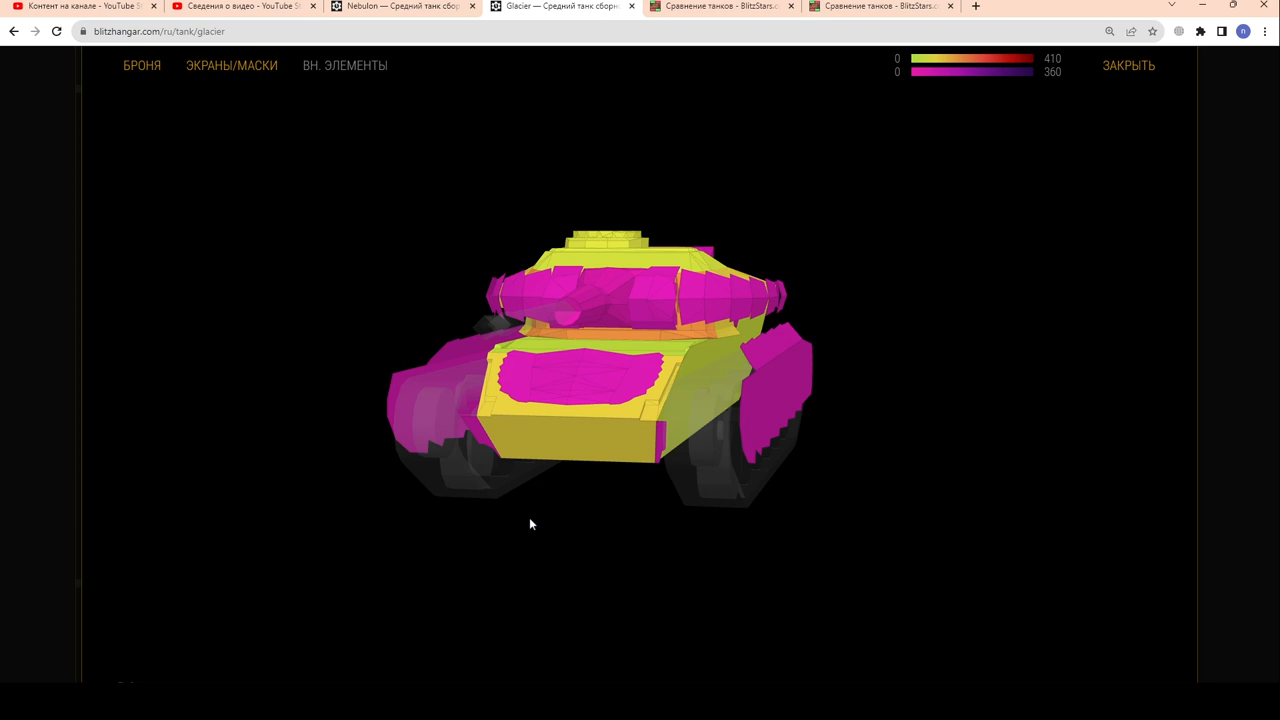 Контент на канале - YouTube St
Сведения о видео - YouTube St
Nebulon — Средний танк сбор
Glacier — Средний танк сборн
Сравнение танков - BlitzStars.c
Сравнение танков - BlitzStars.c
blitzhangar.com/ru/tank/glacier
n
БРОНЯ ЭКРАНЫ/МАСКИ ВН. ЭЛЕМЕНТЫ
0 410
0 360
ЗАКРЫТЬ